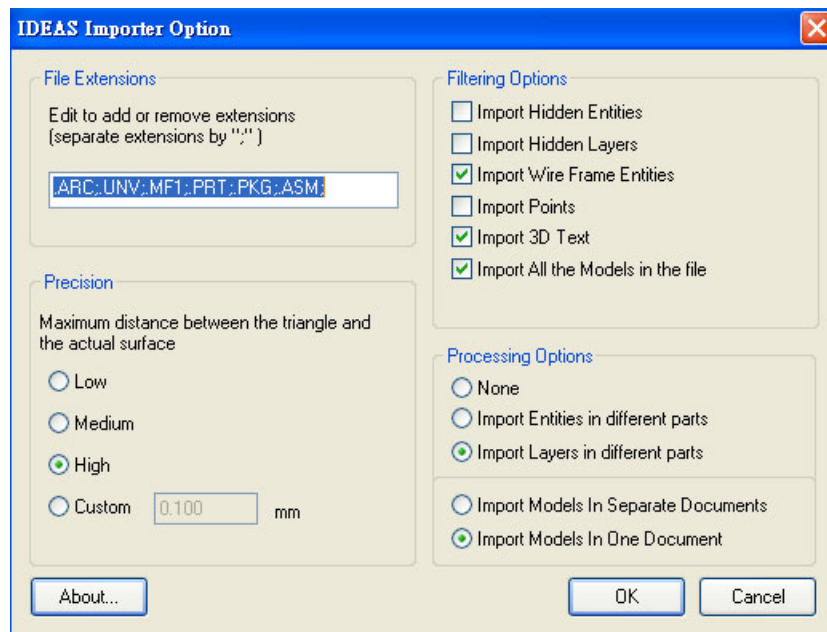 IDEAS Importer Option
File Extensions
Edit to add or remove extensions
(separate extensions by ";" )
.ARC;.UNV;.MF1;.PRT;.PKG;.ASM;
Precision
Maximum distance between the triangle and
the actual surface
Low
Medium
High
Custom 0.100 mm
Filtering Options
Import Hidden Entities
Import Hidden Layers
Import Wire Frame Entities
Import Points
Import 3D Text
Import All the Models in the file
Processing Options
None
Import Entities in different parts
Import Layers in different parts
Import Models In Separate Documents
Import Models In One Document
About...
OK
Cancel